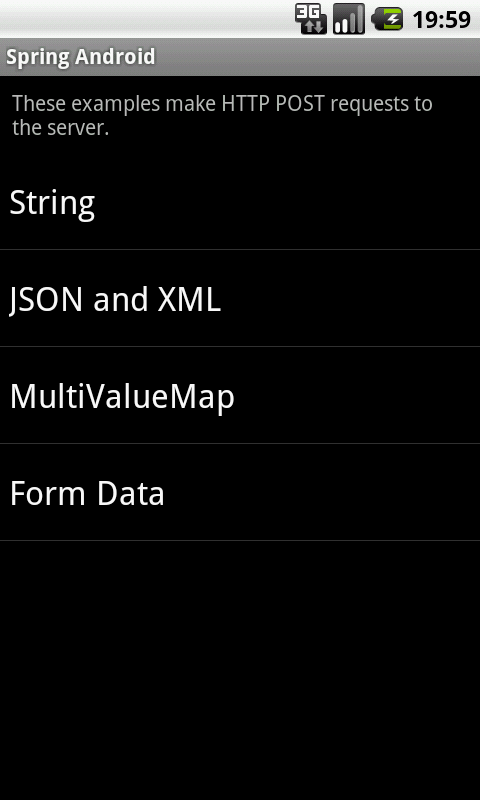 3G 19:59
Spring Android
These examples make HTTP POST requests to
the server.
String
JSON and XML
MultiValueMap
Form Data